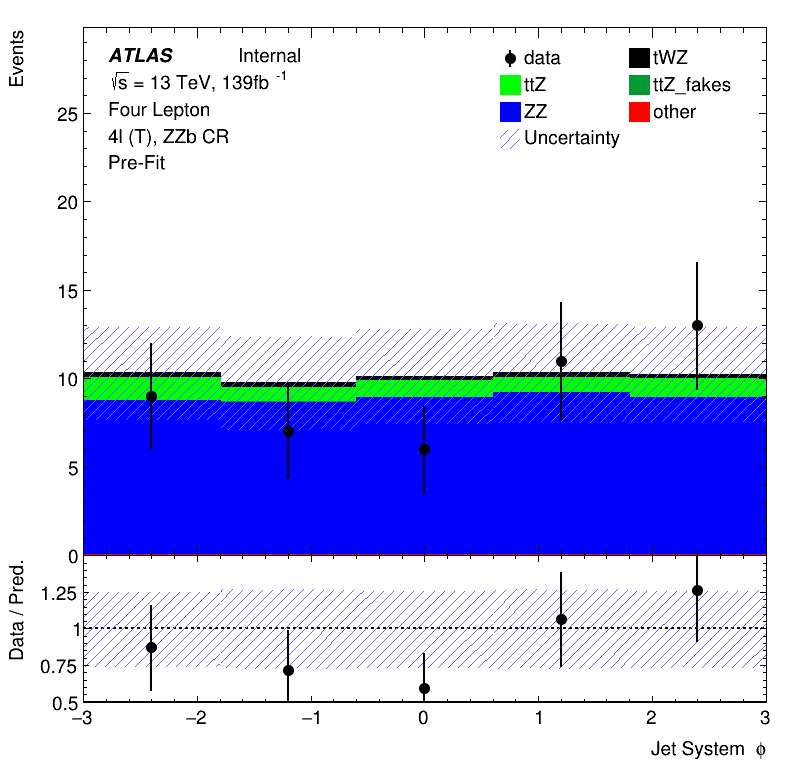 Events
ATLAS Internal
√s = 13 TeV, 139fb -1
Four Lepton
4l (T), ZZb CR
Pre-Fit
data
tWZ
ttZ
ttZ_fakes
ZZ
other
Uncertainty
25
20
15
10
5
0
Data / Pred.
1.25
1
0.75
0.5
−3 −2 −1 0 1 2 3
Jet System ϕ